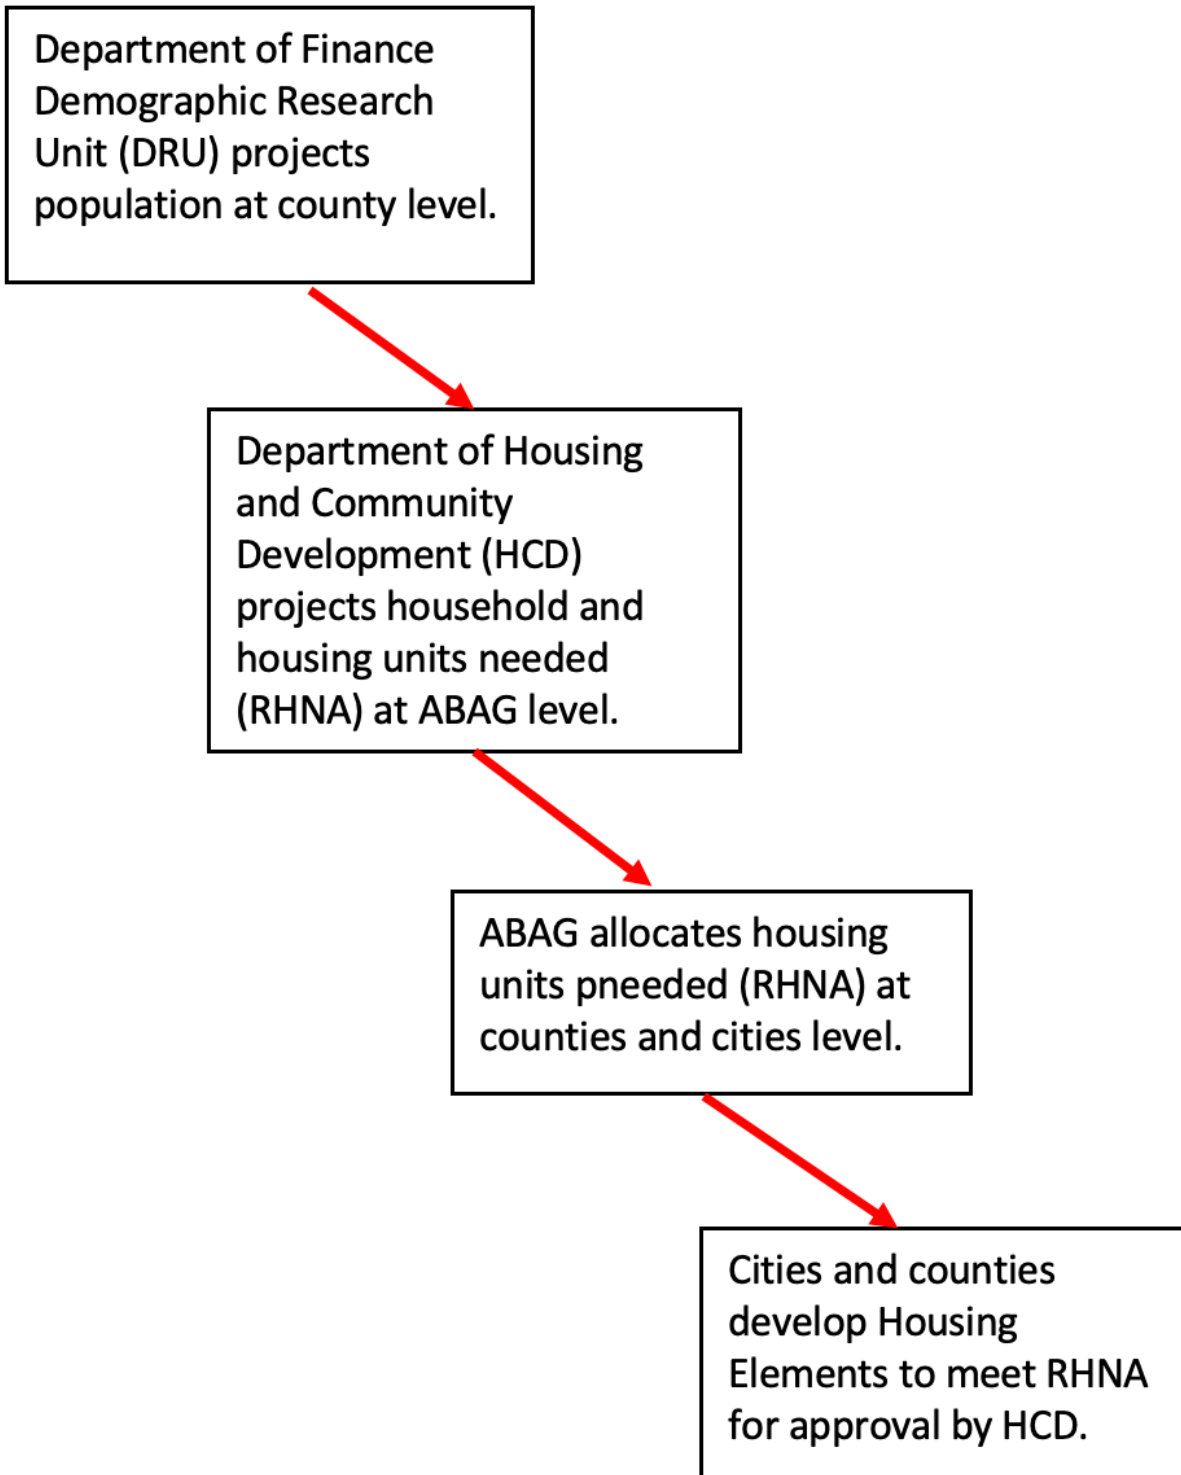 Department of Finance
Demographic Research
Unit (DRU) projects
population at county level.
Department of Housing
and Community
Development (HCD)
projects household and
housing units needed
(RHNA) at ABAG level.
ABAG allocates housing
units pneeded (RHNA) at
counties and cities level.
Cities and counties
develop Housing
Elements to meet RHNA
for approval by HCD.